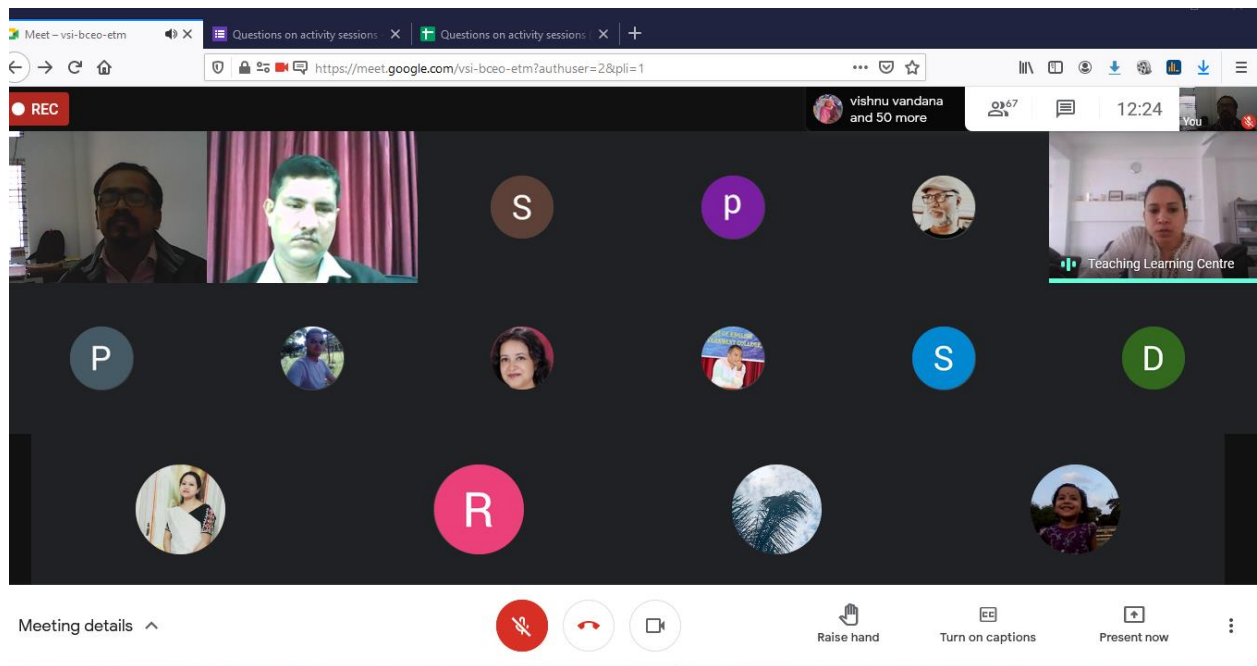 Meet – vsi-bceo-etm
Questions on activity sessions
Questions on activity sessions
https://meet.google.com/vsi-bceo-etm?authuser=2&pli=1
REC
vishnu vandana
and 50 more
67
12:24
You
S
p
Teaching Learning Centre
P
S
D
R
Meeting details
Raise hand
CC
Turn on captions
Present now